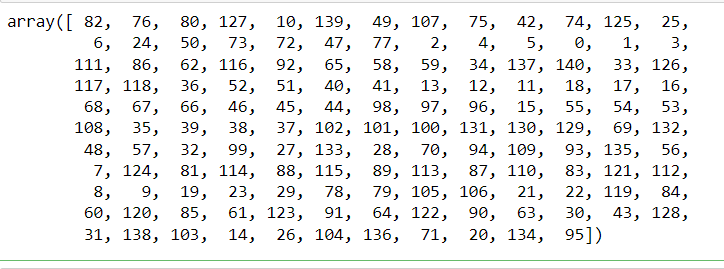 array([ 82, 76, 80, 127, 10, 139, 49, 107, 75, 42, 74, 125, 25,
6, 24, 50, 73, 72, 47, 77, 2, 4, 5, 0, 1, 3,
111, 86, 62, 116, 92, 65, 58, 59, 34, 137, 140, 33, 126,
117, 118, 36, 52, 51, 40, 41, 13, 12, 11, 18, 17, 16,
68, 67, 66, 46, 45, 44, 98, 97, 96, 15, 55, 54, 53,
108, 35, 39, 38, 37, 102, 101, 100, 131, 130, 129, 69, 132,
48, 57, 32, 99, 27, 133, 28, 70, 94, 109, 93, 135, 56,
7, 124, 81, 114, 88, 115, 89, 113, 87, 110, 83, 121, 112,
8, 9, 19, 23, 29, 78, 79, 105, 106, 21, 22, 119, 84,
60, 120, 85, 61, 123, 91, 64, 122, 90, 63, 30, 43, 128,
31, 138, 103, 14, 26, 104, 136, 71, 20, 134, 95])